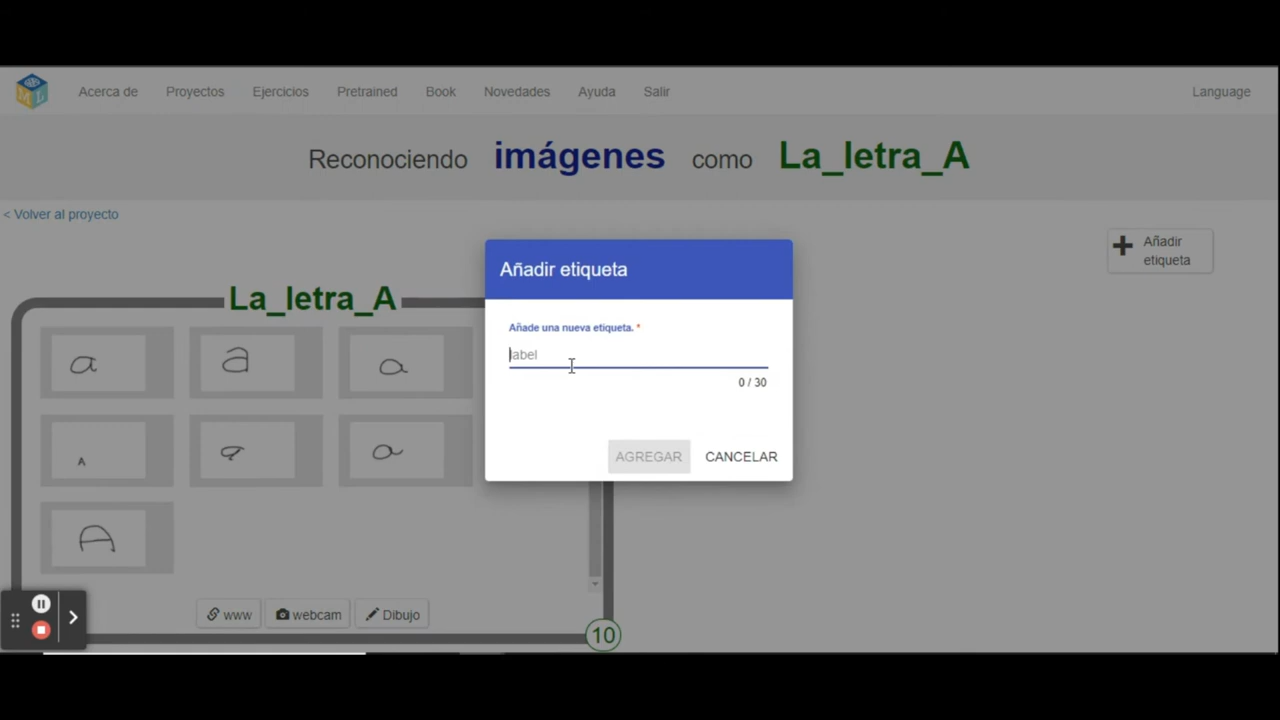 ML
Acerca de Proyectos Ejercicios Pretrained Book Novedades Ayuda Salir Language
Reconociendo imágenes como La_letra_A
< Volver al proyecto
Añadir
etiqueta
Añadir etiqueta
Añade una nueva etiqueta. *
label
0 / 30
AGREGAR CANCELAR
La_letra_A
a a a
A a a
A
www webcam Dibujo
10